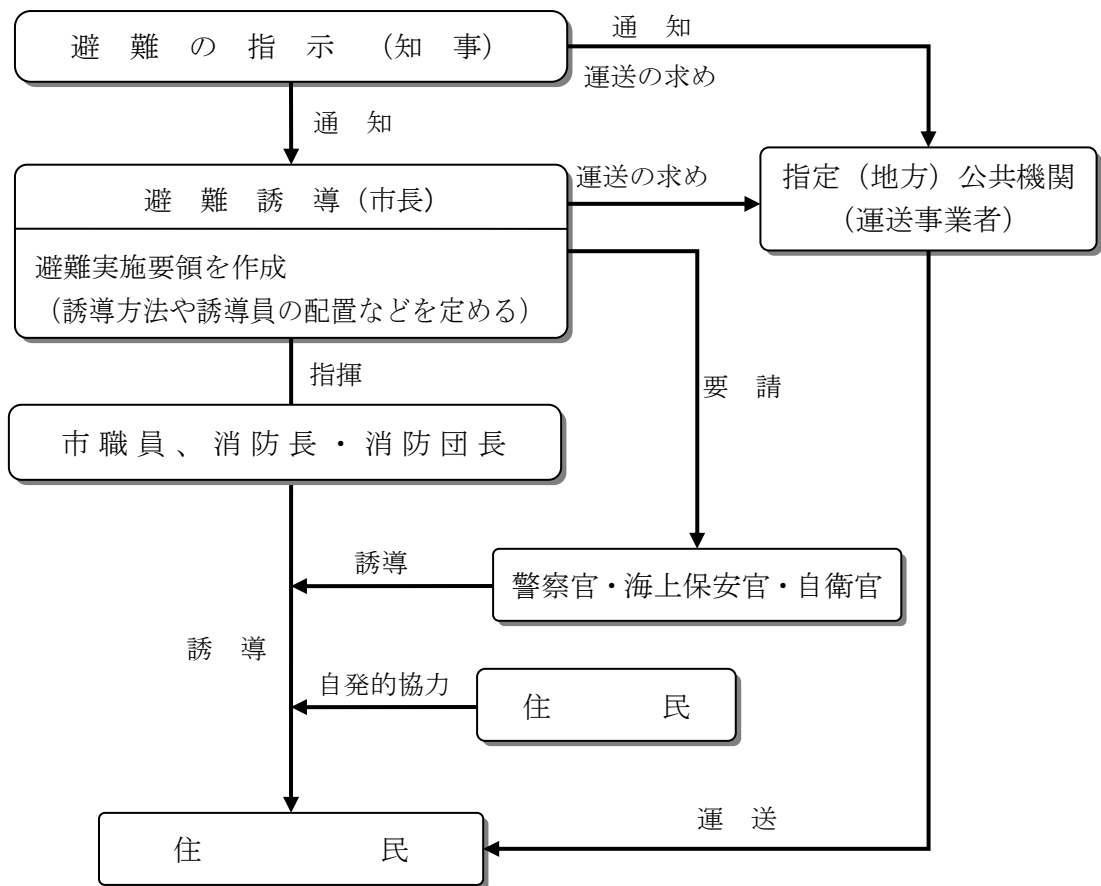 避難の指示（知事）
通知
運送の求め
通知
避難誘導（市長）
運送の求め
指定（地方）公共機関
（運送事業者）
避難実施要領を作成
（誘導方法や誘導員の配置などを定める）
指揮
要請
市職員、消防長・消防団長
誘導
警察官・海上保安官・自衛官
誘導
自発的協力
住民
運送
住民